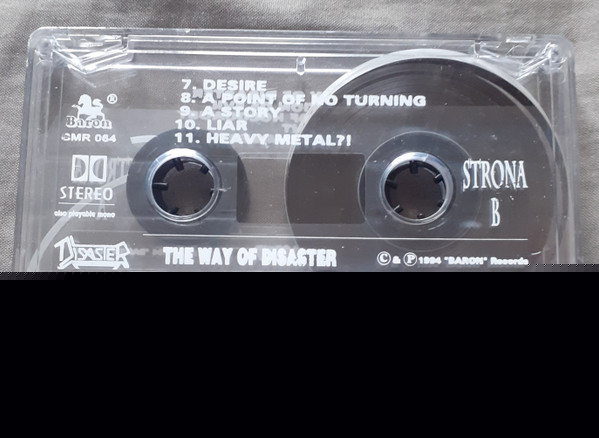 7. DESIRE
8. A POINT OF NO TURNING
9. A STORY
10. LIAR
11. HEAVY METAL?!
®
Baron
GMR 064
STEREO
also playable mono
STRONA
B
DISASTER
THE WAY OF DISASTER
© & ℗ 1994 "BARON" Records